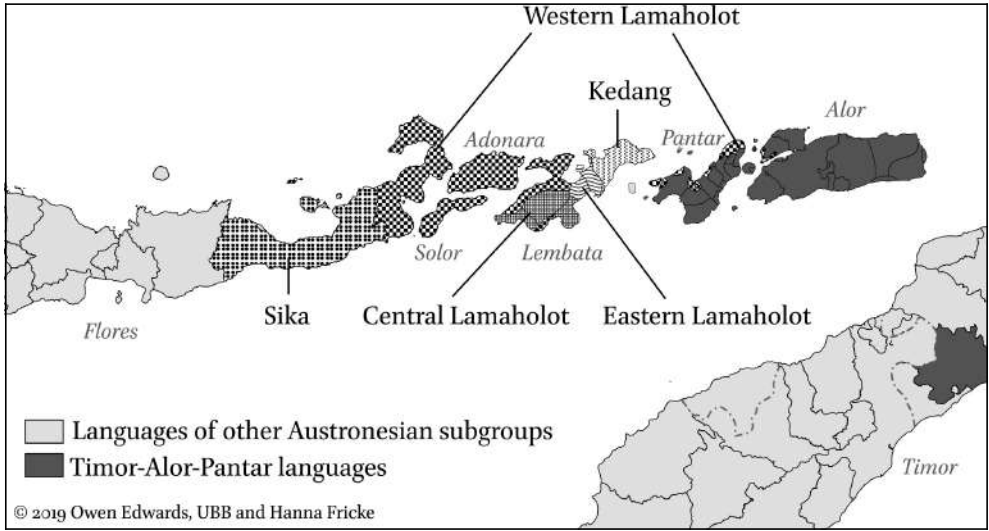 Western Lamaholot
Kedang
Alor
Pantar
Adonara
Solor
Lembata
Sika
Central Lamaholot
Eastern Lamaholot
Flores
Languages of other Austronesian subgroups
Timor-Alor-Pantar languages
Timor
© 2019 Owen Edwards, UBB and Hanna Fricke